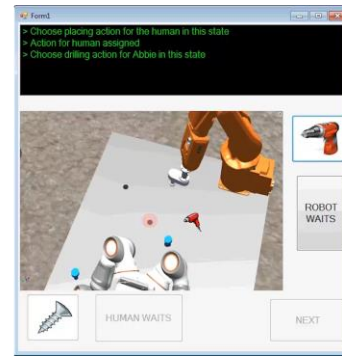 Form1
> Choose placing action for the human in this state
> Action for human assigned
> Choose drilling action for Abbie in this state
ROBOT
WAITS
HUMAN WAITS
NEXT